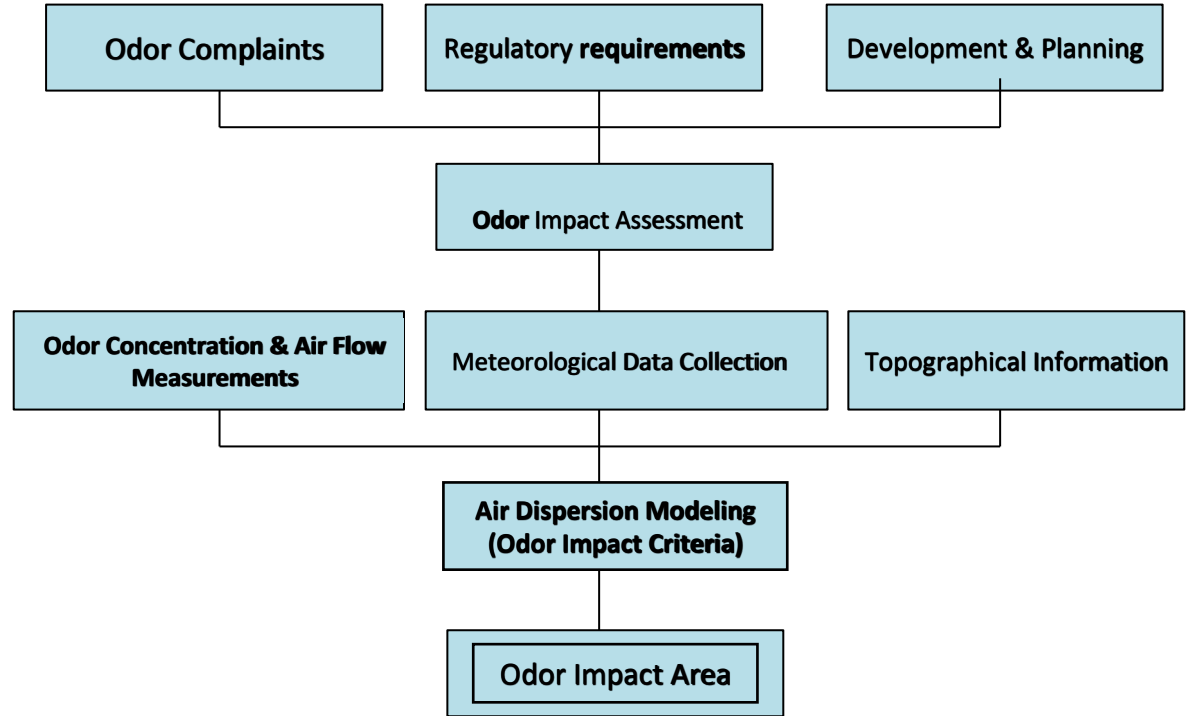 Odor Complaints
Regulatory requirements
Development & Planning
Odor Impact Assessment
Odor Concentration & Air Flow
Measurements
Meteorological Data Collection
Topographical Information
Air Dispersion Modeling
(Odor Impact Criteria)
Odor Impact Area